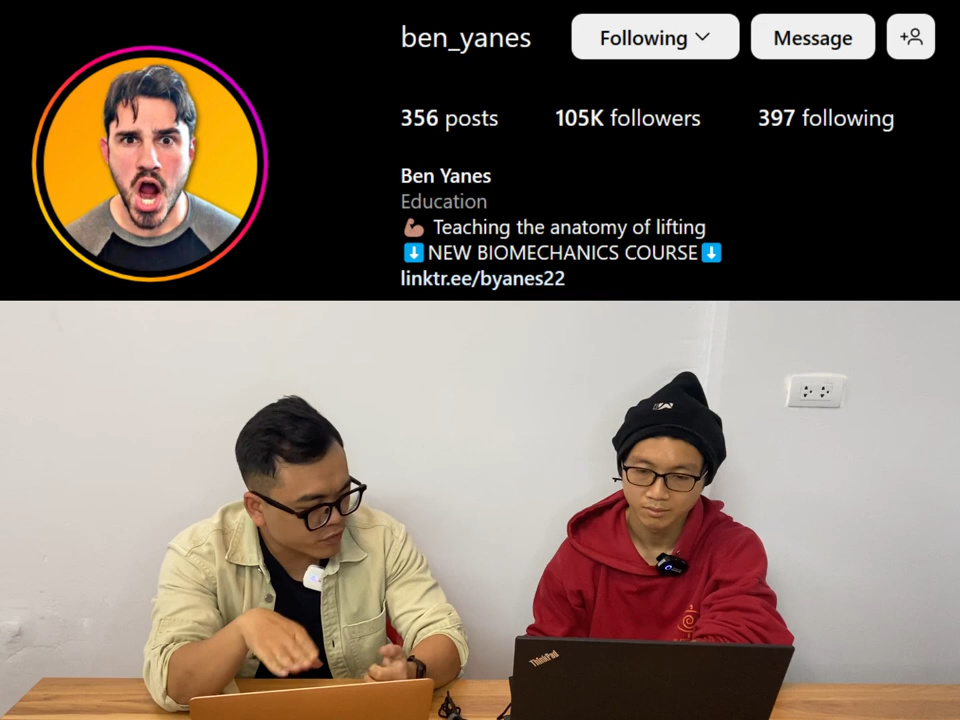 ben_yanes
Following
Message
356 posts
105K followers
397 following
Ben Yanes
Education
💪🏽 Teaching the anatomy of lifting
⬇️NEW BIOMECHANICS COURSE⬇️
linktr.ee/byanes22
ThinkPad